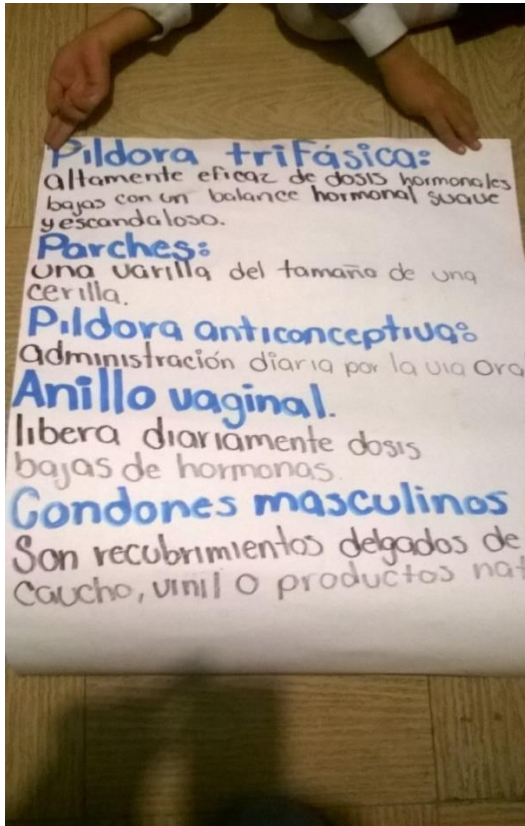 Píldora trifásica:
altamente eficaz de dosis hormonales
bajas con un balance hormonal suave
y escandaloso.
Parches:
una varilla del tamaño de una
cerilla.
Píldora anticonceptiva:
administración diaria por la via ora
Anillo vaginal.
libera diariamente dosis
bajas de hormonas.
Condones masculinos
Son recubrimientos delgados de
caucho, vinil o productos nat